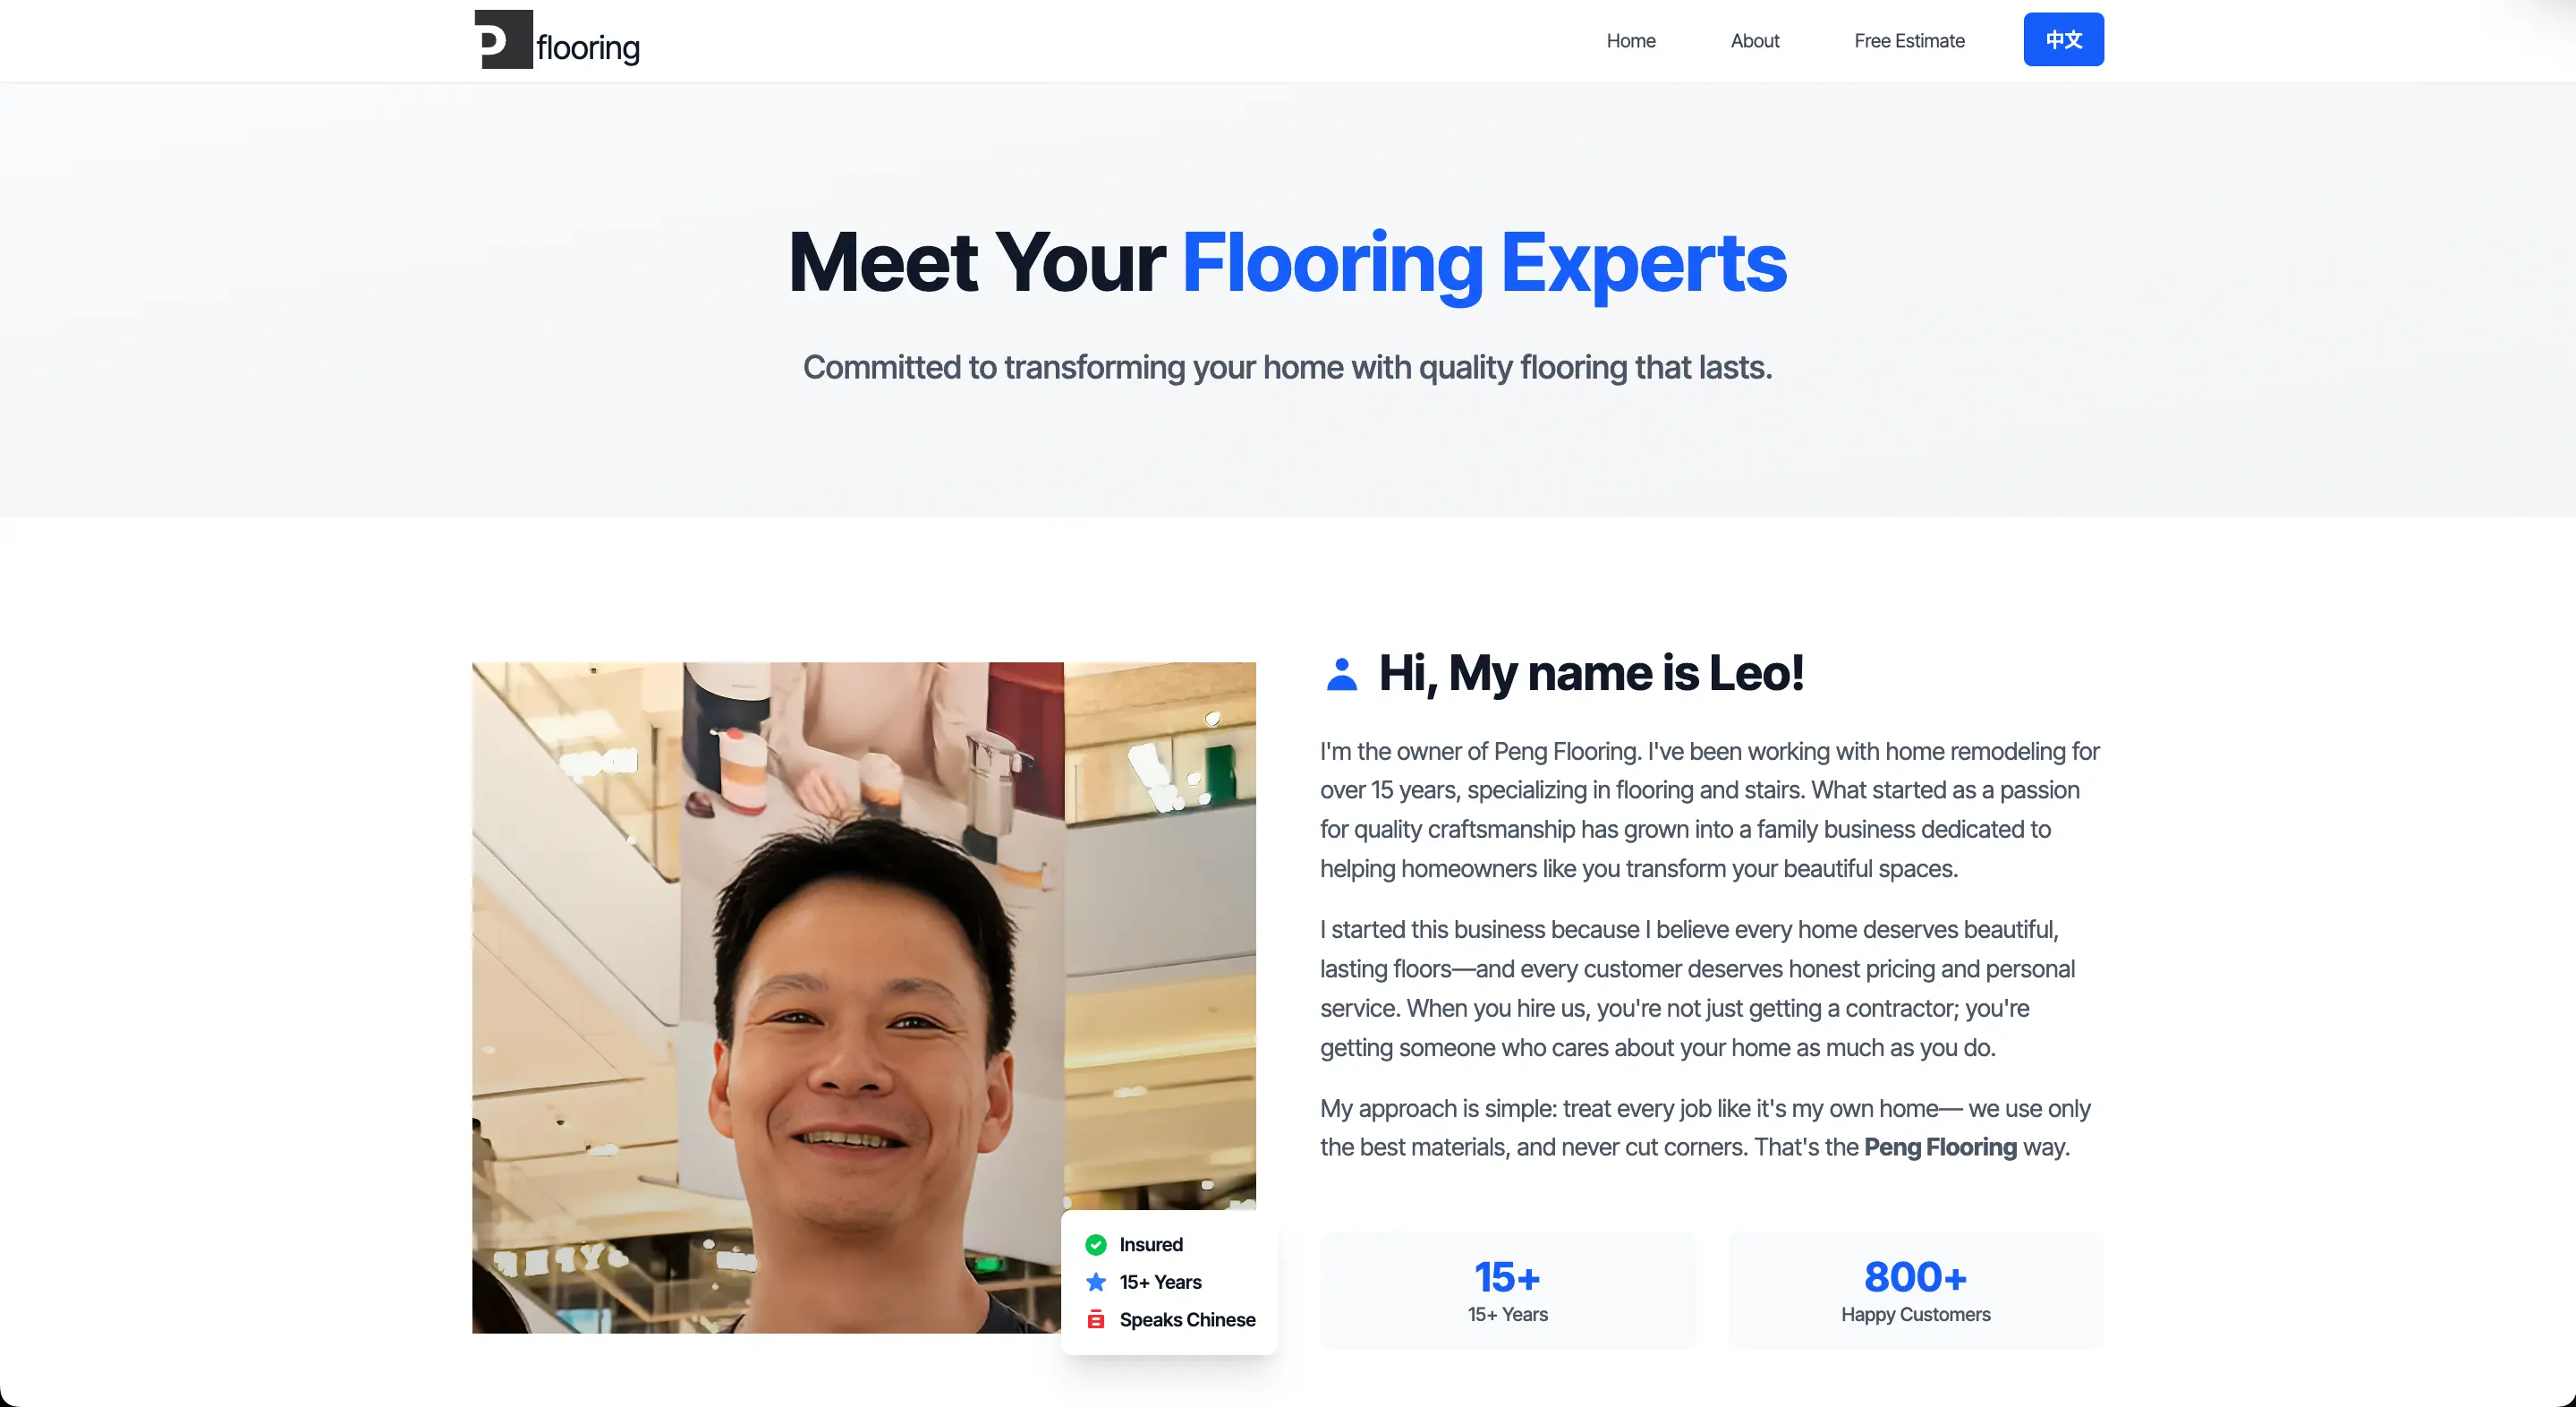 P flooring
Home
About
Free Estimate
中文
Meet Your Flooring Experts
Committed to transforming your home with quality flooring that lasts.
Hi, My name is Leo!
I'm the owner of Peng Flooring. I've been working with home remodeling for
over 15 years, specializing in flooring and stairs. What started as a passion
for quality craftsmanship has grown into a family business dedicated to
helping homeowners like you transform your beautiful spaces.
I started this business because I believe every home deserves beautiful,
lasting floors—and every customer deserves honest pricing and personal
service. When you hire us, you're not just getting a contractor; you're
getting someone who cares about your home as much as you do.
My approach is simple: treat every job like it's my own home— we use only
the best materials, and never cut corners. That's the Peng Flooring way.
Insured
15+ Years
Speaks Chinese
15+
15+ Years
800+
Happy Customers